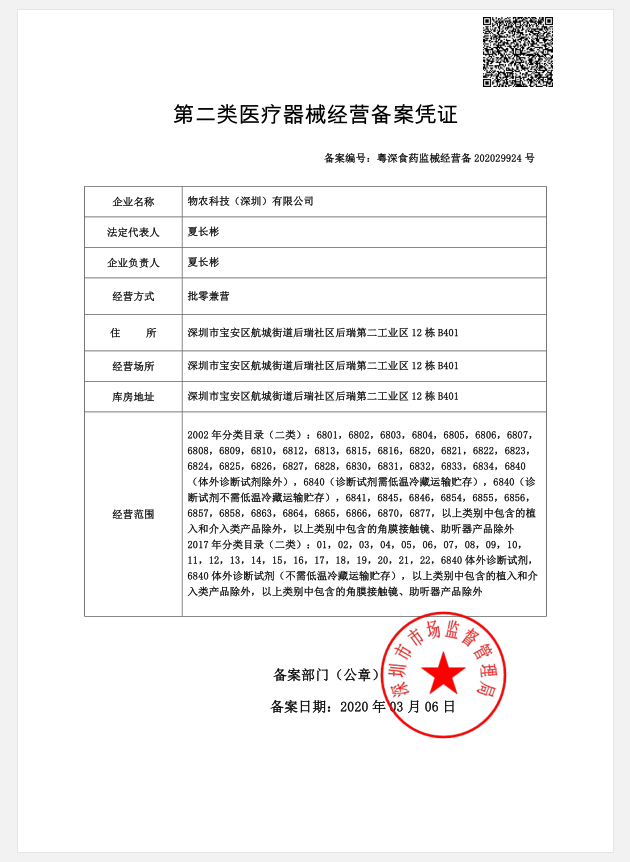 第二类医疗器械经营备案凭证
备案编号：粤深食药监械经营备 202029924 号
企业名称
物农科技（深圳）有限公司
法定代表人
夏长彬
企业负责人
夏长彬
经营方式
批零兼营
住 所
深圳市宝安区航城街道后瑞社区后瑞第二工业区 12 栋 B401
经营场所
深圳市宝安区航城街道后瑞社区后瑞第二工业区 12 栋 B401
库房地址
深圳市宝安区航城街道后瑞社区后瑞第二工业区 12 栋 B401
经营范围
2002 年分类目录（二类）：6801，6802，6803，6804，6805，6806，6807，
6808，6809，6810，6812，6813，6815，6816，6820，6821，6822，6823，
6824，6825，6826，6827，6828，6830，6831，6832，6833，6834，6840
（体外诊断试剂除外），6840（诊断试剂需低温冷藏运输贮存），6840（诊
断试剂不需低温冷藏运输贮存），6841，6845，6846，6854，6855，6856，
6857，6858，6863，6864，6865，6866，6870，6877，以上类别中包含的植
入和介入类产品除外，以上类别中包含的角膜接触镜、助听器产品除外
2017 年分类目录（二类）：01，02，03，04，05，06，07，08，09，10，
11，12，13，14，15，16，17，18，19，20，21，22，6840 体外诊断试剂，
6840 体外诊断试剂（不需低温冷藏运输贮存），以上类别中包含的植入和介
入类产品除外，以上类别中包含的角膜接触镜、助听器产品除外
备案部门（公章）
深圳市市场监督管理局
备案日期：2020 年 03 月 06 日